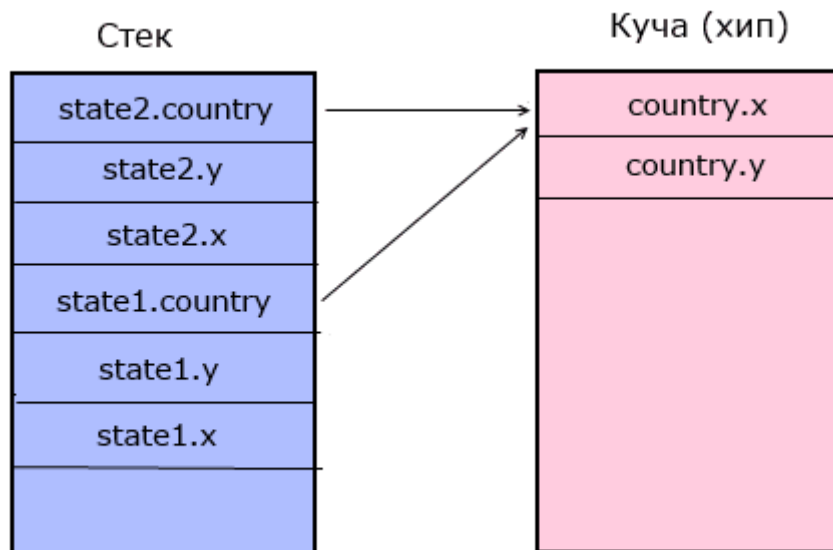 Стек
state2.country
state2.y
state2.x
state1.country
state1.y
state1.x
Куча (хип)
country.x
country.y